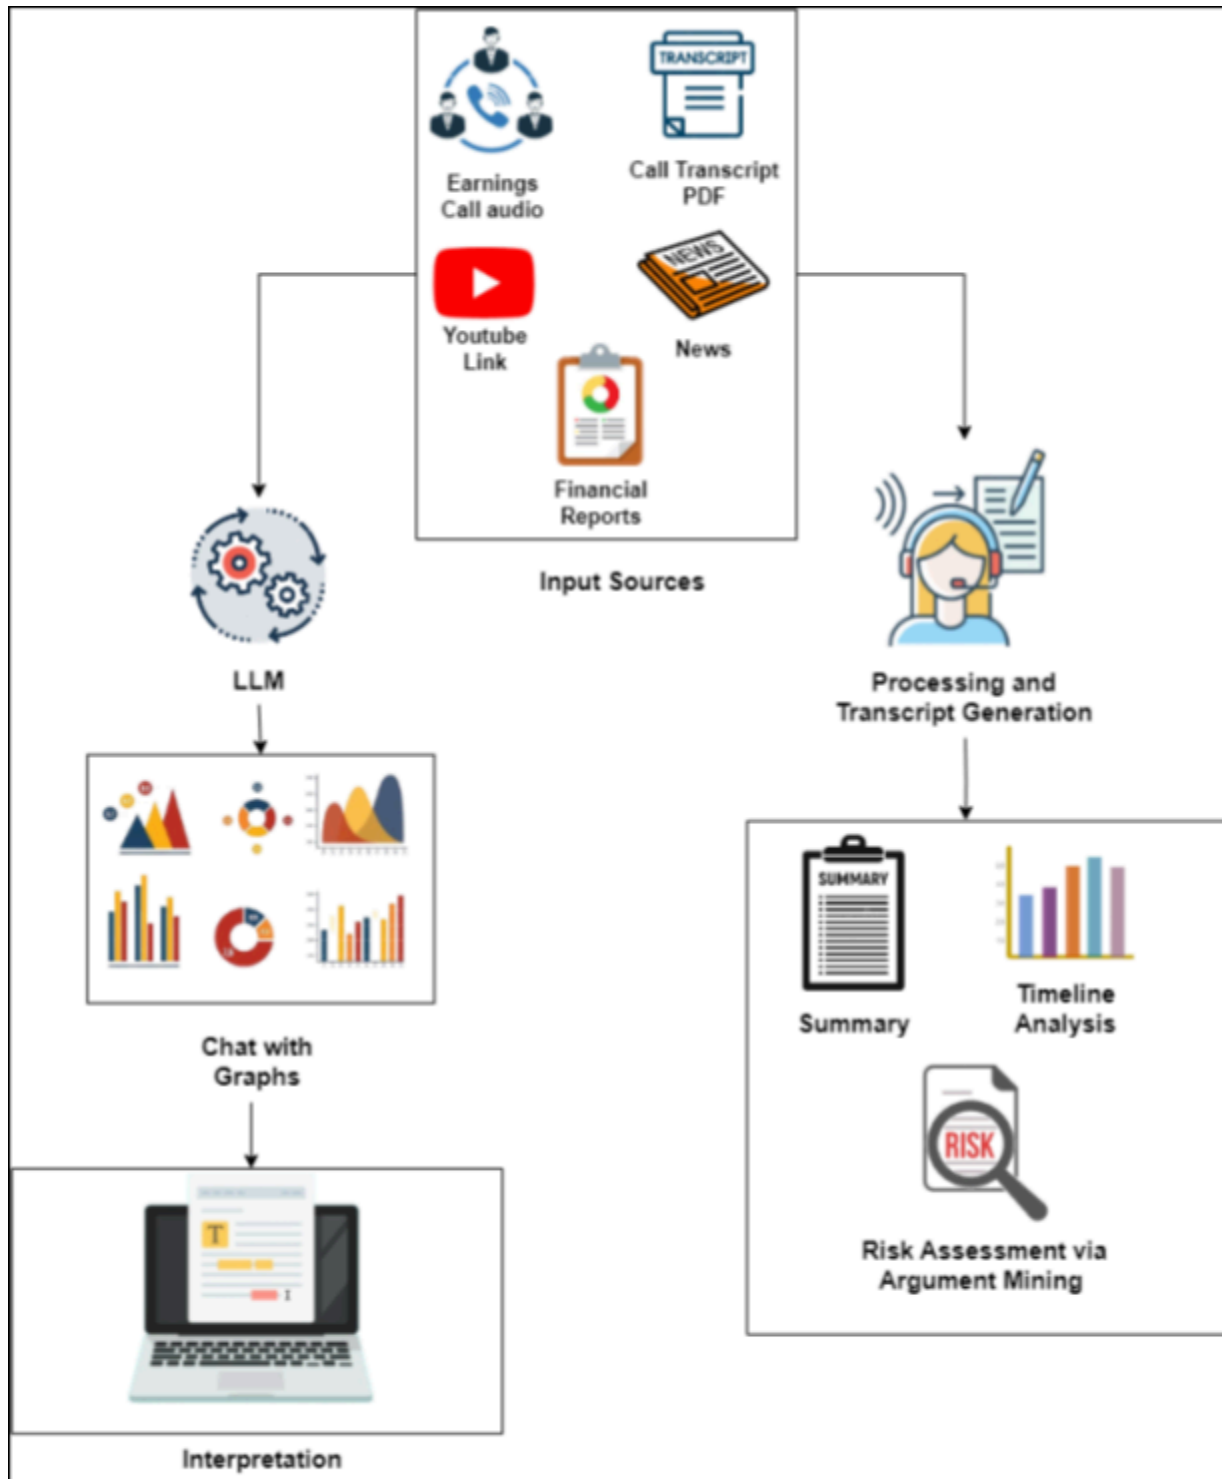 TRANSCRIPT
Earnings
Call audio
Call Transcript
PDF
NEWS
Youtube
Link
News
Financial
Reports
Input Sources
LLM
Processing and
Transcript Generation
SUMMARY
Summary
Timeline
Analysis
Chat with
Graphs
RISK
Risk Assessment via
Argument Mining
T
Interpretation